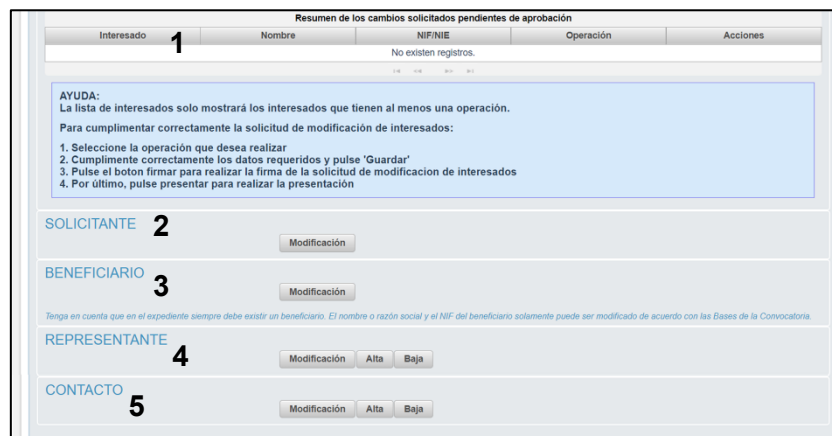 Resumen de los cambios solicitados pendientes de aprobación
Interesado 1 Nombre NIF/NIE Operación Acciones
No existen registros.
AYUDA:
La lista de interesados solo mostrará los interesados que tienen al menos una operación.
Para cumplimentar correctamente la solicitud de modificación de interesados:
1. Seleccione la operación que desea realizar
2. Cumplimente correctamente los datos requeridos y pulse 'Guardar'
3. Pulse el boton firmar para realizar la firma de la solicitud de modificacion de interesados
4. Por último, pulse presentar para realizar la presentación
SOLICITANTE 2
Modificación
BENEFICIARIO 3
Modificación
Tenga en cuenta que en el expediente siempre debe existir un beneficiario. El nombre o razón social y el NIF del beneficiario solamente puede ser modificado de acuerdo con las Bases de la Convocatoria.
REPRESENTANTE 4
Modificación Alta Baja
CONTACTO 5
Modificación Alta Baja